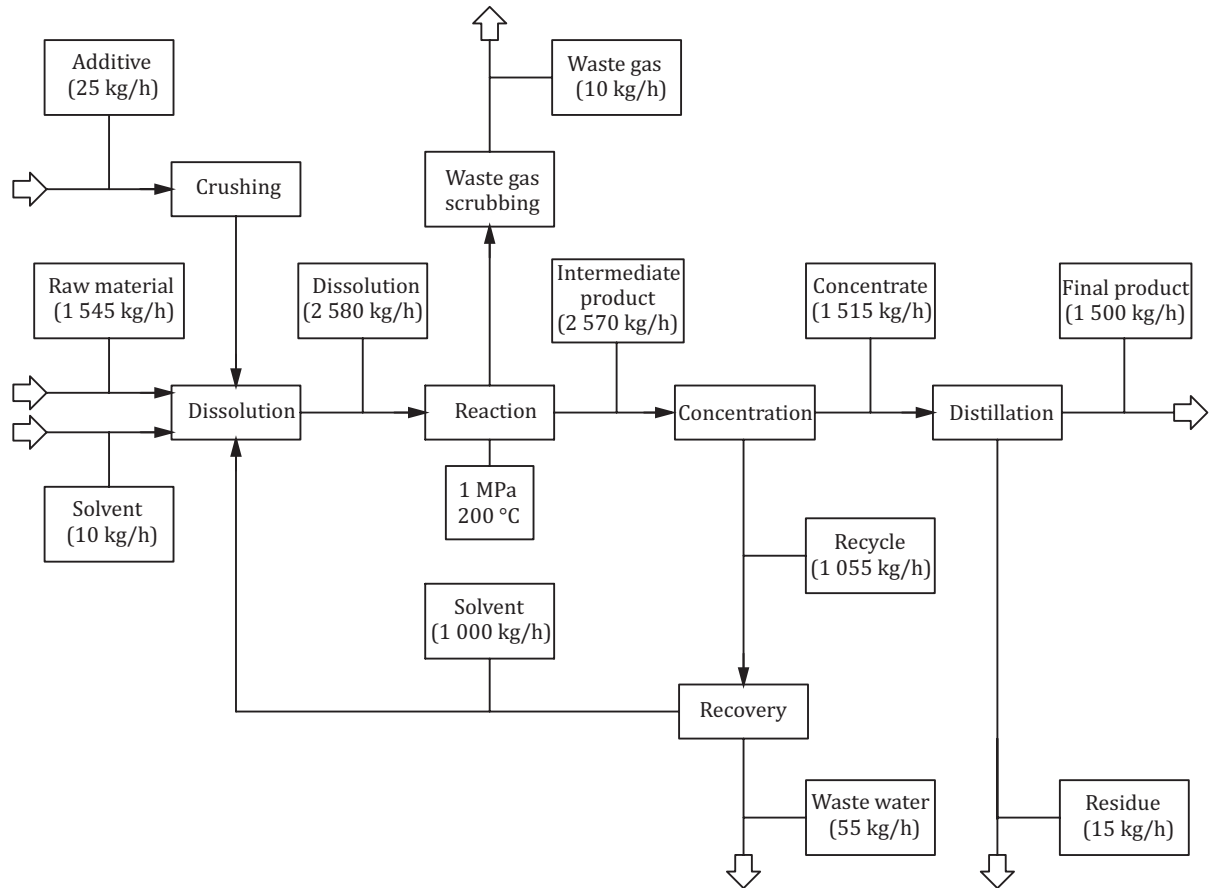 Additive
(25 kg/h)
Waste gas
(10 kg/h)
Crushing
Waste gas
scrubbing
Raw material
(1 545 kg/h)
Dissolution
(2 580 kg/h)
Intermediate
product
(2 570 kg/h)
Concentrate
(1 515 kg/h)
Final product
(1 500 kg/h)
Dissolution
Reaction
Concentration
Distillation
Solvent
(10 kg/h)
1 MPa
200 °C
Recycle
(1 055 kg/h)
Solvent
(1 000 kg/h)
Recovery
Waste water
(55 kg/h)
Residue
(15 kg/h)